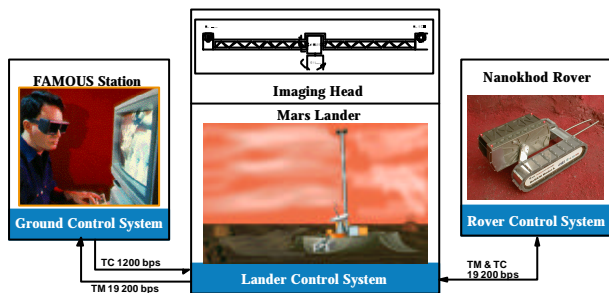 Imaging Head
FAMOUS Station
Mars Lander
Nanokhod Rover
Ground Control System
Lander Control System
Rover Control System
TC 1200 bps
TM 19 200 bps
TM & TC
19 200 bps